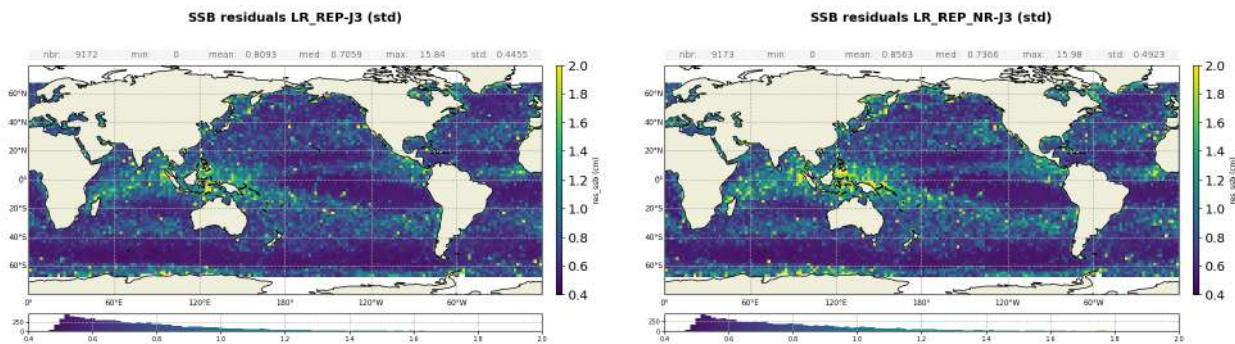 SSB residuals LR_REP-J3 (std)
nbr: 9172 min: 0 mean: 0.8093 med: 0.7059 max: 15.84 std: 0.4455
60°N
40°N
20°N
0°
20°S
40°S
60°S
0° 60°E 120°E 180° 120°W 60°W
2.0
1.8
1.6
1.4
1.2
1.0
0.8
0.6
0.4
res_ssb (cm)
250
0
0.4 0.6 0.8 1.0 1.2 1.4 1.6 1.8 2.0
SSB residuals LR_REP_NR-J3 (std)
nbr: 9173 min: 0 mean: 0.8563 med: 0.7366 max: 15.98 std: 0.4923
60°N
40°N
20°N
0°
20°S
40°S
60°S
0° 60°E 120°E 180° 120°W 60°W
2.0
1.8
1.6
1.4
1.2
1.0
0.8
0.6
0.4
res_ssb (cm)
250
0
0.4 0.6 0.8 1.0 1.2 1.4 1.6 1.8 2.0